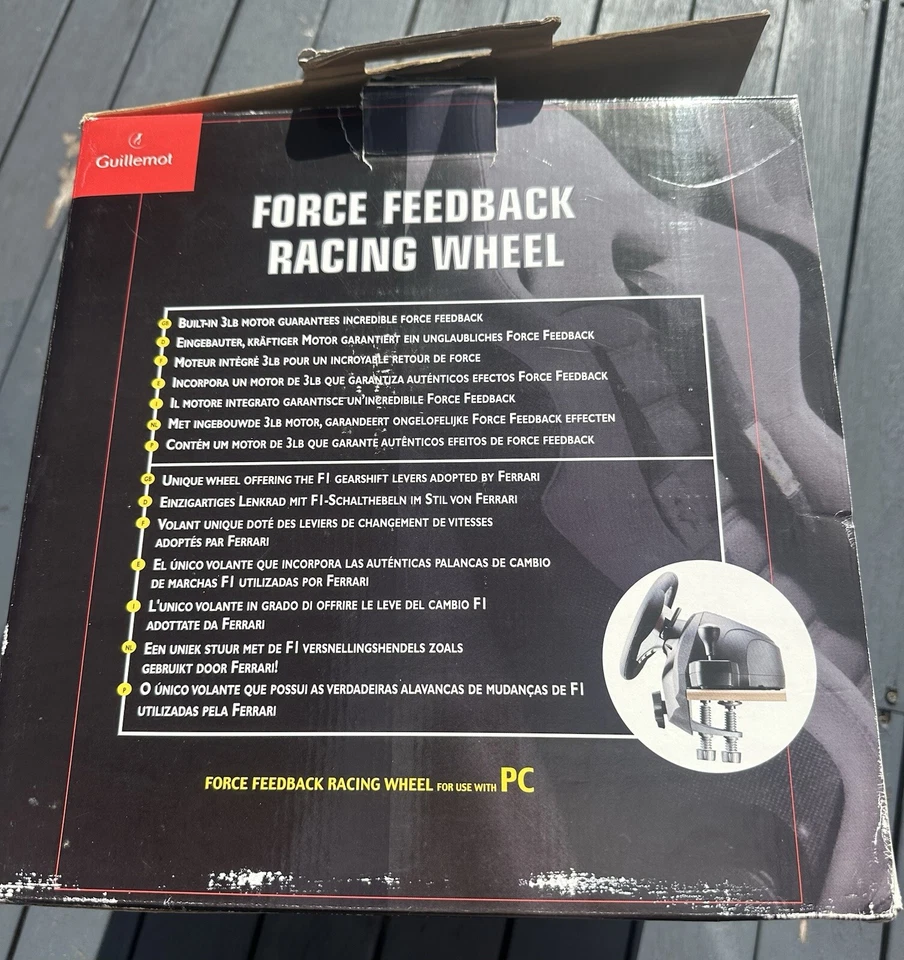 Guillemot
FORCE FEEDBACK
RACING WHEEL
GB BUILT-IN 3LB MOTOR GUARANTEES INCREDIBLE FORCE FEEDBACK
D EINGEBAUTER, KRÄFTIGER MOTOR GARANTIERT EIN UNGLAUBLICHES FORCE FEEDBACK
F MOTEUR INTÉGRÉ 3LB POUR UN INCROYABLE RETOUR DE FORCE
E INCORPORA UN MOTOR DE 3LB QUE GARANTIZA AUTÉNTICOS EFECTOS FORCE FEEDBACK
I IL MOTORE INTEGRATO GARANTISCE UN'INCREDIBILE FORCE FEEDBACK
NL MET INGEBOUWDE 3LB MOTOR, GARANDEERT ONGELOFELIJKE FORCE FEEDBACK EFFECTEN
P CONTÉM UM MOTOR DE 3LB QUE GARANTE AUTÊNTICOS EFEITOS DE FORCE FEEDBACK
GB UNIQUE WHEEL OFFERING THE F1 GEARSHIFT LEVERS ADOPTED BY FERRARI
D EINZIGARTIGES LENKRAD MIT F1-SCHALTHEBELN IM STIL VON FERRARI
F VOLANT UNIQUE DOTÉ DES LEVIERS DE CHANGEMENT DE VITESSES
ADOPTÉS PAR FERRARI
E EL ÚNICO VOLANTE QUE INCORPORA LAS AUTÉNTICAS PALANCAS DE CAMBIO
DE MARCHAS F1 UTILIZADAS POR FERRARI
I L'UNICO VOLANTE IN GRADO DI OFFRIRE LE LEVE DEL CAMBIO F1
ADOTTATE DA FERRARI
NL EEN UNIEK STUUR MET DE F1 VERSNELLINGSHENDELS ZOALS
GEBRUIKT DOOR FERRARI!
P O ÚNICO VOLANTE QUE POSSUI AS VERDADEIRAS ALAVANCAS DE MUDANÇAS DE F1
UTILIZADAS PELA FERRARI
FORCE FEEDBACK RACING WHEEL FOR USE WITH PC